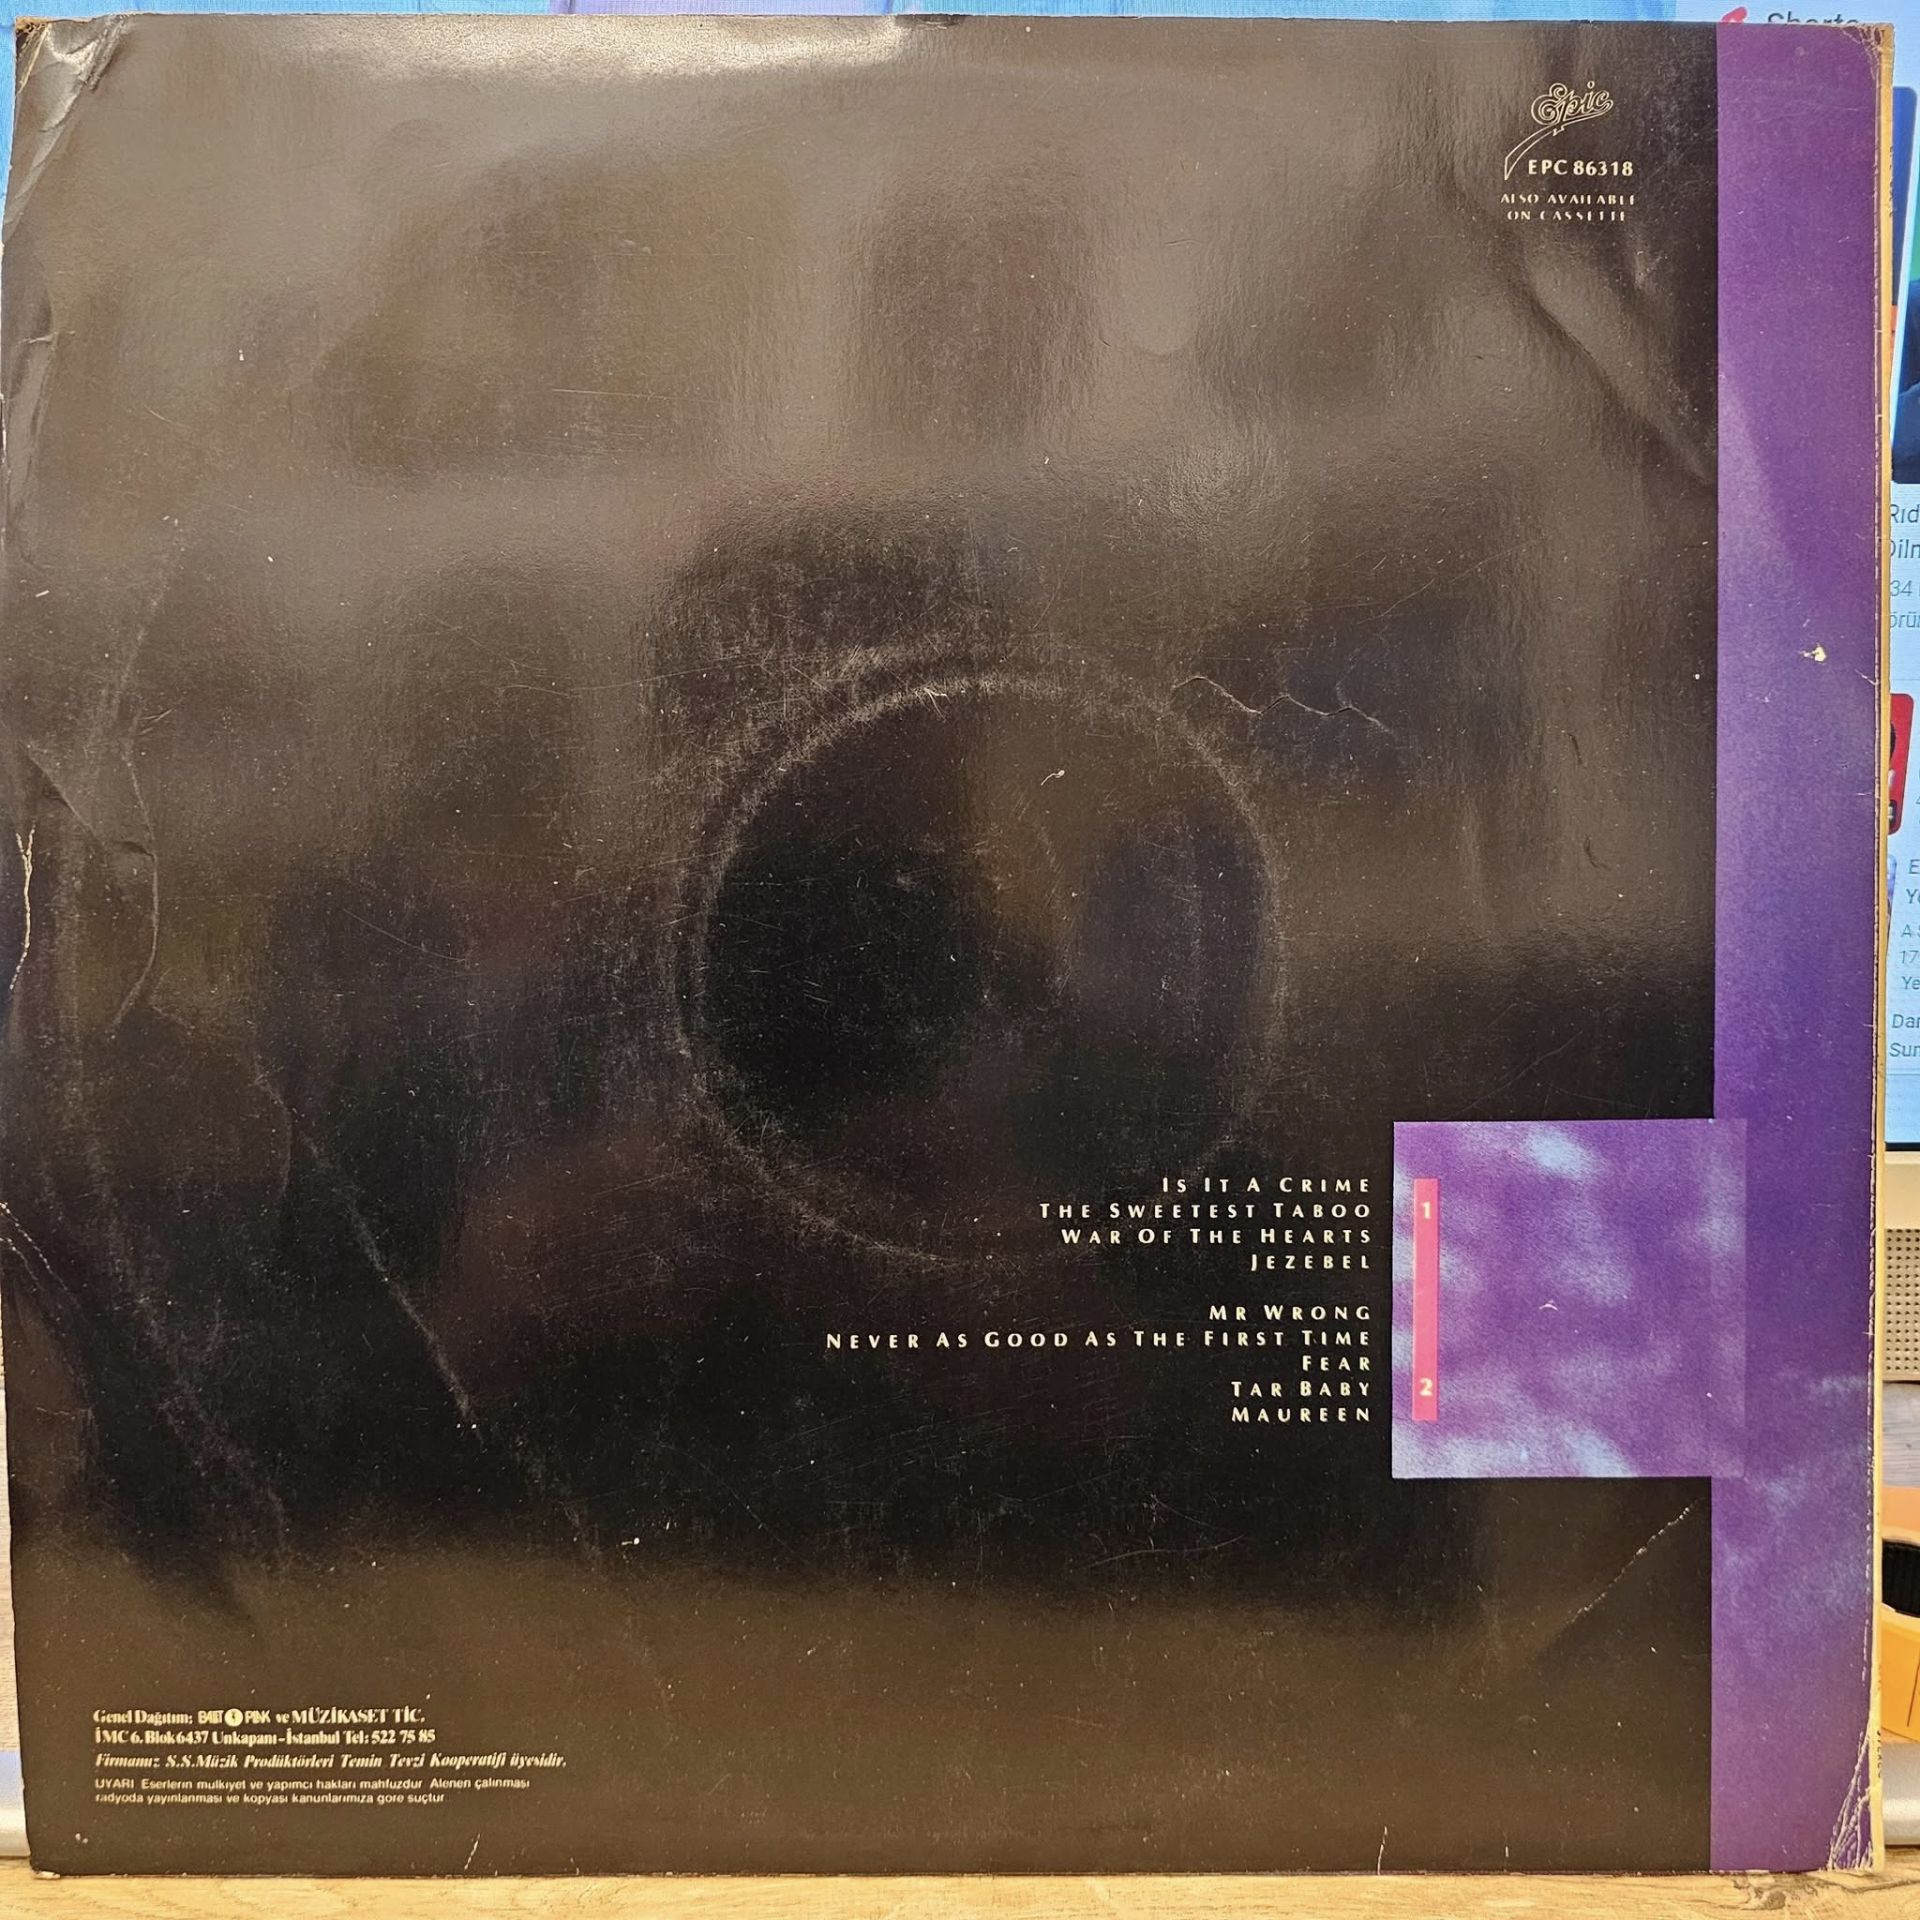 Shorts
Epic
EPC 86318
ALSO AVAILABLE
ON CASSETTE
IS IT A CRIME
THE SWEETEST TABOO
WAR OF THE HEARTS
JEZEBEL
MR WRONG
NEVER AS GOOD AS THE FIRST TIME
FEAR
TAR BABY
MAUREEN
1
2
Genel Dağıtım; BALET PLAK ve MÜZİKASET TİC.
İMC 6. Blok 6437 Unkapanı-İstanbul Tel: 522 75 85
Firmamız S.S. Müzik Prodüktörleri Temin Tevzi Kooperatifi üyesidir.
UYARI Eserlerin mulkiyet ve yapımcı hakları mahfuzdur Alenen çalınması
radyoda yayınlanması ve kopyası kanunlarımıza gore suçtur